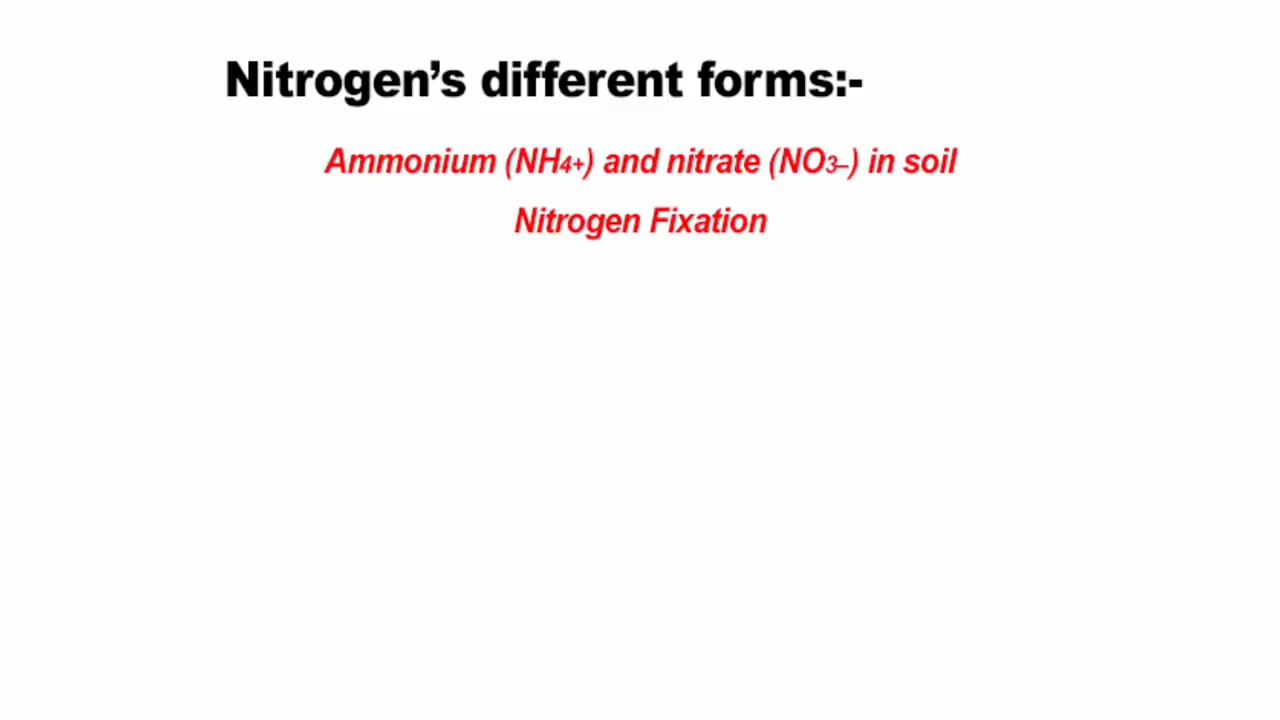 Nitrogen’s different forms:-
Ammonium (NH4+) and nitrate (NO3–) in soil
Nitrogen Fixation